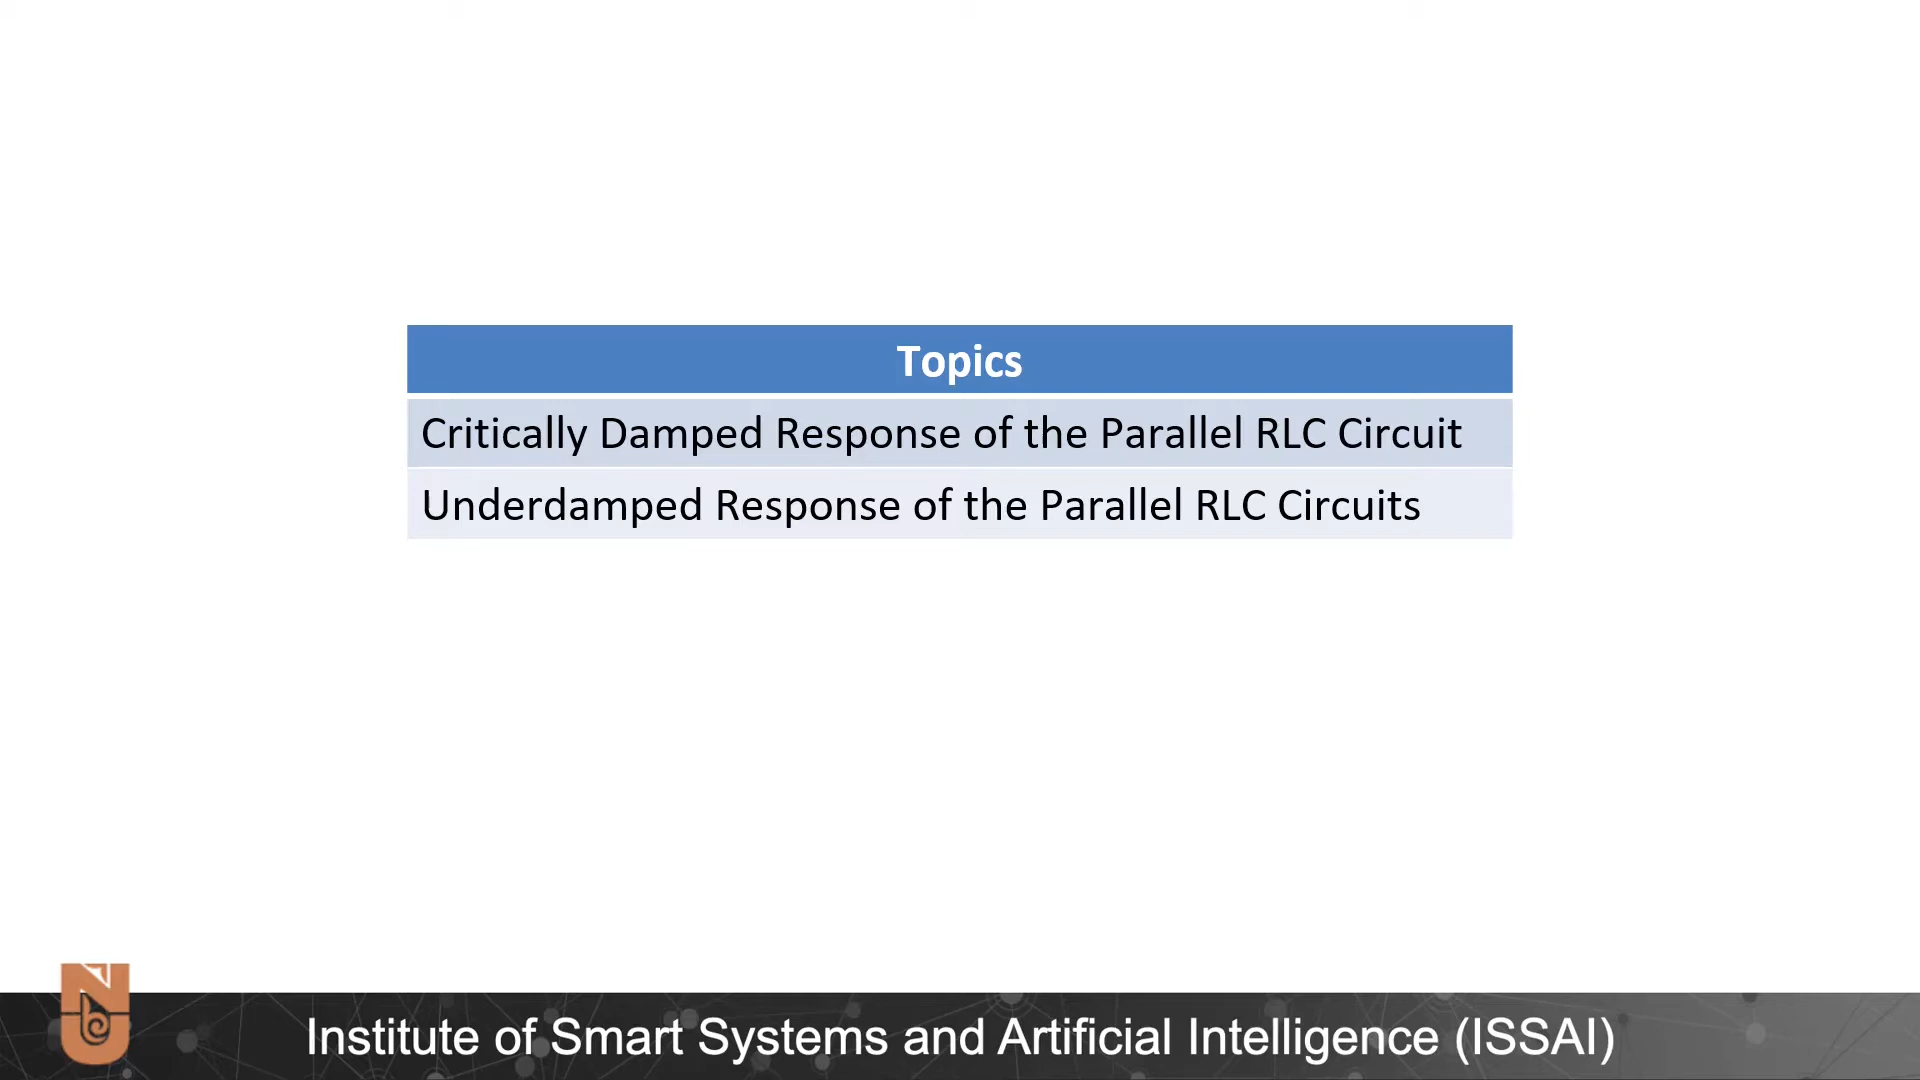 Topics
Critically Damped Response of the Parallel RLC Circuit
Underdamped Response of the Parallel RLC Circuits
Institute of Smart Systems and Artificial Intelligence (ISSAI)